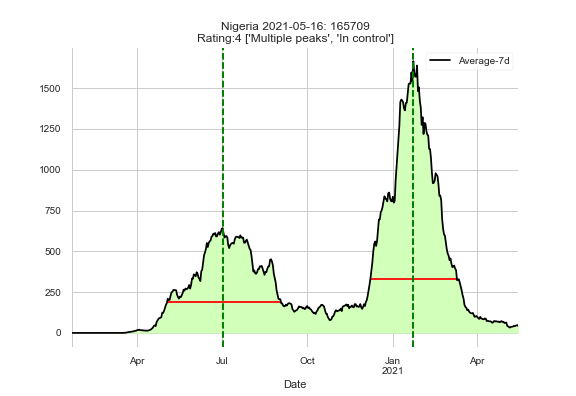 Nigeria 2021-05-16: 165709
Rating:4 ['Multiple peaks', 'In control']
Average-7d
1500
1250
1000
750
500
250
0
Apr Jul Oct Jan Apr
2021
Date